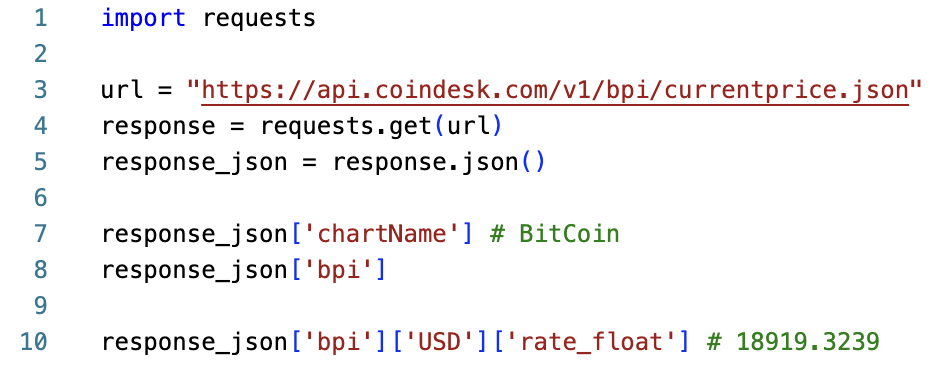 1 import requests
2
3 url = "https://api.coindesk.com/v1/bpi/currentprice.json"
4 response = requests.get(url)
5 response_json = response.json()
6
7 response_json['chartName'] # BitCoin
8 response_json['bpi']
9
10 response_json['bpi']['USD']['rate_float'] # 18919.3239